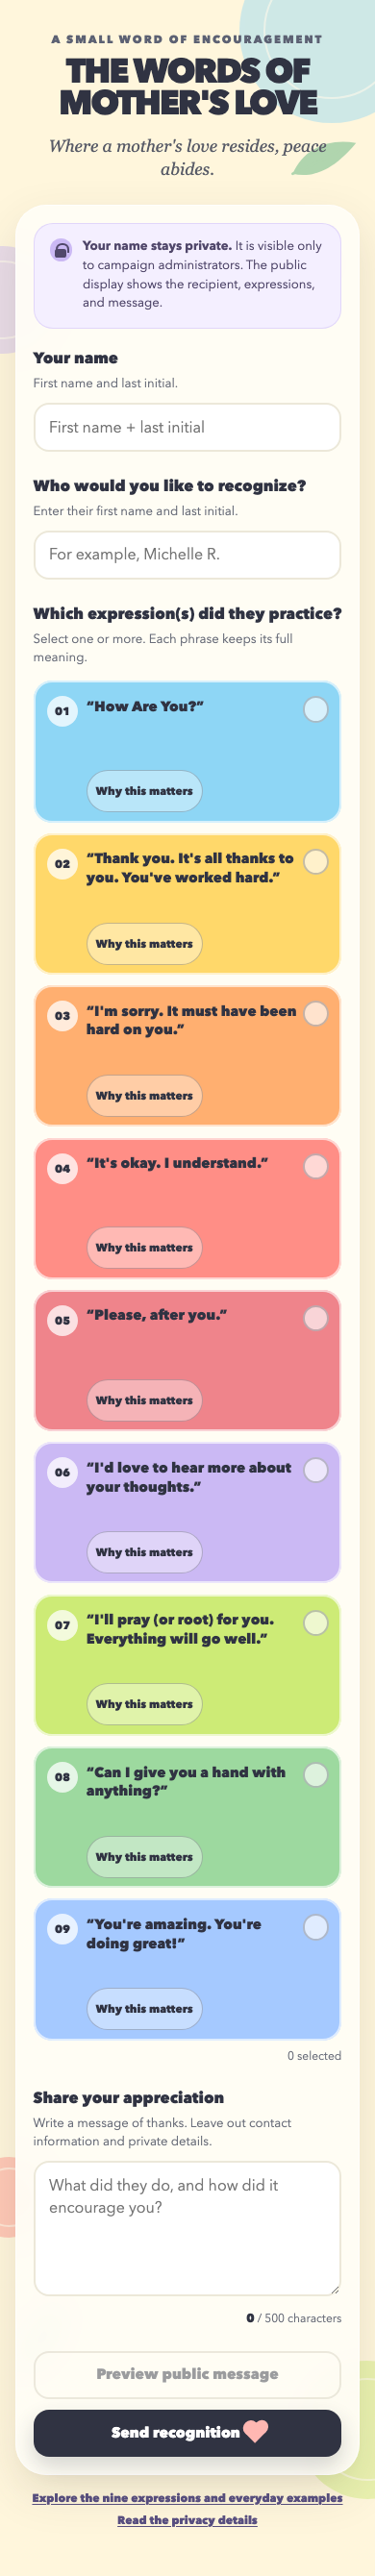 A SMALL WORD OF ENCOURAGEMENT
THE WORDS OF
MOTHER'S LOVE
Where a mother's love resides, peace
abides.
Your name stays private. It is visible only
to campaign administrators. The public
display shows the recipient, expressions,
and message.
Your name
First name and last initial.
First name + last initial
Who would you like to recognize?
Enter their first name and last initial.
For example, Michelle R.
Which expression(s) did they practice?
Select one or more. Each phrase keeps its full
meaning.
01 “How Are You?”
Why this matters
02 “Thank you. It's all thanks to
you. You've worked hard.”
Why this matters
03 “I'm sorry. It must have been
hard on you.”
Why this matters
04 “It's okay. I understand.”
Why this matters
05 “Please, after you.”
Why this matters
06 “I'd love to hear more about
your thoughts.”
Why this matters
07 “I'll pray (or root) for you.
Everything will go well.”
Why this matters
08 “Can I give you a hand with
anything?”
Why this matters
09 “You're amazing. You're
doing great!”
Why this matters
0 selected
Share your appreciation
Write a message of thanks. Leave out contact
information and private details.
What did they do, and how did it
encourage you?
0 / 500 characters
Preview public message
Send recognition
Explore the nine expressions and everyday examples
Read the privacy details